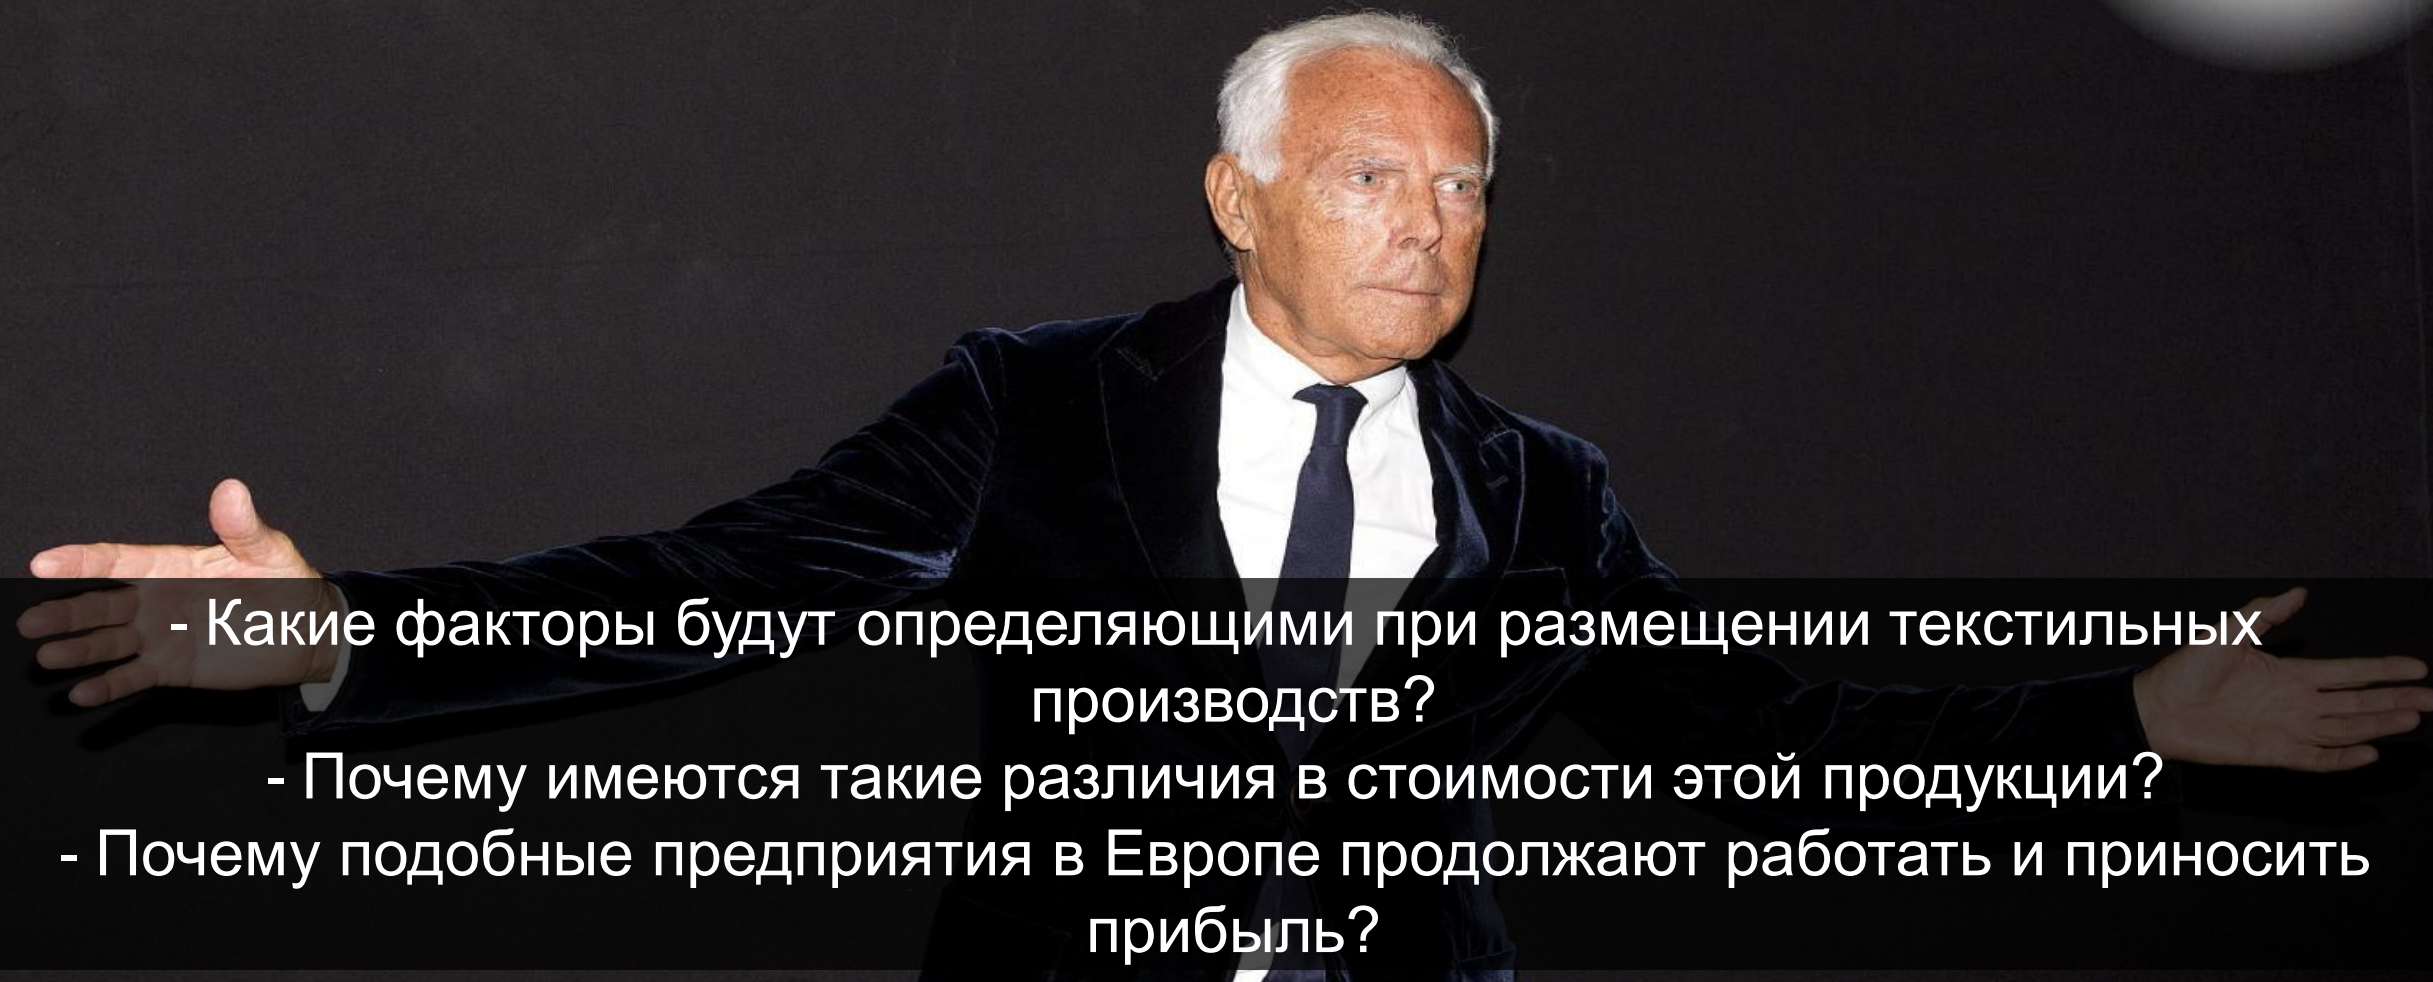 - Какие факторы будут определяющими при размещении текстильных
производств?
- Почему имеются такие различия в стоимости этой продукции?
- Почему подобные предприятия в Европе продолжают работать и приносить
прибыль?